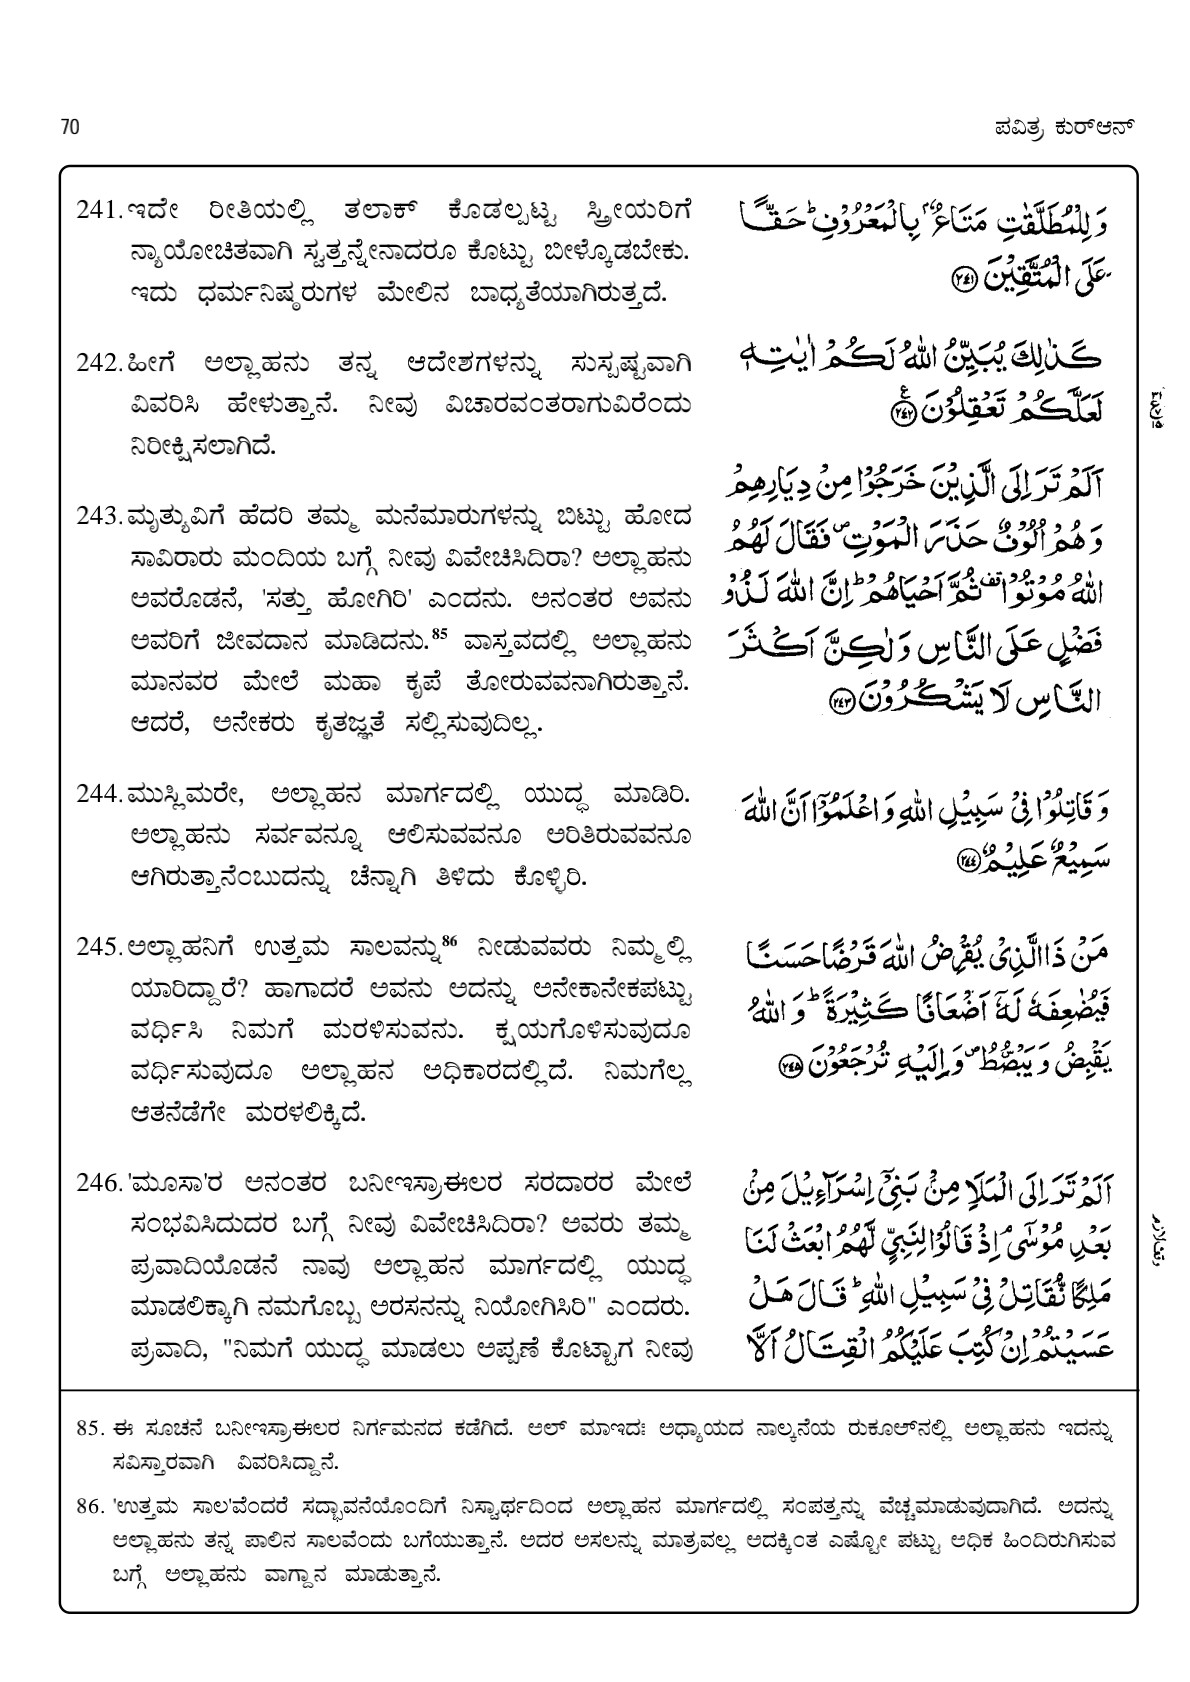 70
ಪವಿತ್ರ ಕುರ್‌ಆನ್
241. ಇದೇ ರೀತಿಯಲ್ಲಿ ತಲಾಕ್ ಕೊಡಲ್ಪಟ್ಟ ಸ್ತ್ರೀಯರಿಗೆ
ನ್ಯಾಯೋಚಿತವಾಗಿ ಸ್ವತ್ತನ್ನೇನಾದರೂ ಕೊಟ್ಟು ಬೀಳ್ಕೊಡಬೇಕು.
ಇದು ಧರ್ಮನಿಷ್ಠರುಗಳ ಮೇಲಿನ ಬಾಧ್ಯತೆಯಾಗಿರುತ್ತದೆ.
وَلِلْمُطَلَّقٰتِ مَتَاعٌۢ بِالْمَعْرُوْفِ ؕ حَقًّا
عَلَى الْمُتَّقِيْنَ ﴿۲۴۱﴾
242. ಹೀಗೆ ಅಲ್ಲಾಹನು ತನ್ನ ಆದೇಶಗಳನ್ನು ಸುಸ್ಪಷ್ಟವಾಗಿ
ವಿವರಿಸಿ ಹೇಳುತ್ತಾನೆ. ನೀವು ವಿಚಾರವಂತರಾಗುವಿರೆಂದು
ನಿರೀಕ್ಷಿಸಲಾಗಿದೆ.
كَذٰلِكَ يُبَيِّنُ اللّٰهُ لَكُمْ اٰيٰتِهٖ
لَعَلَّكُمْ تَعْقِلُوْنَ ﴿۲۴۲﴾ ع
243. ಮೃತ್ಯುವಿಗೆ ಹೆದರಿ ತಮ್ಮ ಮನೆಮಾರುಗಳನ್ನು ಬಿಟ್ಟು ಹೋದ
ಸಾವಿರಾರು ಮಂದಿಯ ಬಗ್ಗೆ ನೀವು ವಿವೇಚಿಸಿದಿರಾ? ಅಲ್ಲಾಹನು
ಅವರೊಡನೆ, 'ಸತ್ತು ಹೋಗಿರಿ' ಎಂದನು. ಅನಂತರ ಅವನು
ಅವರಿಗೆ ಜೀವದಾನ ಮಾಡಿದನು.85 ವಾಸ್ತವದಲ್ಲಿ ಅಲ್ಲಾಹನು
ಮಾನವರ ಮೇಲೆ ಮಹಾ ಕೃಪೆ ತೋರುವವನಾಗಿರುತ್ತಾನೆ.
ಆದರೆ, ಅನೇಕರು ಕೃತಜ್ಞತೆ ಸಲ್ಲಿಸುವುದಿಲ್ಲ.
اَلَمْ تَرَ اِلَى الَّذِيْنَ خَرَجُوْا مِنْ دِيَارِهِمْ
وَهُمْ اُلُوْفٌ حَذَرَ الْمَوْتِ ۪ فَقَالَ لَهُمُ
اللّٰهُ مُوْتُوْا ۫ ثُمَّ اَحْيَاهُمْ ؕ اِنَّ اللّٰهَ لَذُوْ
فَضْلٍ عَلَى النَّاسِ وَلٰكِنَّ اَكْثَرَ
النَّاسِ لَا يَشْكُرُوْنَ ﴿۲۴۳﴾
244. ಮುಸ್ಲಿಮರೇ, ಅಲ್ಲಾಹನ ಮಾರ್ಗದಲ್ಲಿ ಯುದ್ಧ ಮಾಡಿರಿ.
ಅಲ್ಲಾಹನು ಸರ್ವವನ್ನೂ ಆಲಿಸುವವನೂ ಅರಿತಿರುವವನೂ
ಆಗಿರುತ್ತಾನೆಂಬುದನ್ನು ಚೆನ್ನಾಗಿ ತಿಳಿದು ಕೊಳ್ಳಿರಿ.
وَقَاتِلُوْا فِيْ سَبِيْلِ اللّٰهِ وَاعْلَمُوْۤا اَنَّ اللّٰهَ
سَمِيْعٌ عَلِيْمٌ ﴿۲۴۴﴾
245. ಅಲ್ಲಾಹನಿಗೆ ಉತ್ತಮ ಸಾಲವನ್ನು86 ನೀಡುವವರು ನಿಮ್ಮಲ್ಲಿ
ಯಾರಿದ್ದಾರೆ? ಹಾಗಾದರೆ ಅವನು ಅದನ್ನು ಅನೇಕಾನೇಕಪಟ್ಟು
ವರ್ಧಿಸಿ ನಿಮಗೆ ಮರಳಿಸುವನು. ಕ್ಷಯಗೊಳಿಸುವುದೂ
ವರ್ಧಿಸುವುದೂ ಅಲ್ಲಾಹನ ಅಧಿಕಾರದಲ್ಲಿದೆ. ನಿಮಗೆಲ್ಲ
ಆತನೆಡೆಗೇ ಮರಳಲಿಕ್ಕಿದೆ.
مَنْ ذَا الَّذِيْ يُقْرِضُ اللّٰهَ قَرْضًا حَسَنًا
فَيُضٰعِفَهٗ لَهٗۤ اَضْعَافًا كَثِيْرَةً ؕ وَاللّٰهُ
يَقْبِضُ وَيَبْصُۜطُ ۪ وَاِلَيْهِ تُرْجَعُوْنَ ﴿۲۴۵﴾
246. 'ಮೂಸಾ'ರ ಅನಂತರ ಬನೀಇಸ್ರಾಈಲರ ಸರದಾರರ ಮೇಲೆ
ಸಂಭವಿಸಿದುದರ ಬಗ್ಗೆ ನೀವು ವಿವೇಚಿಸಿದಿರಾ? ಅವರು ತಮ್ಮ
ಪ್ರವಾದಿಯೊಡನೆ ನಾವು ಅಲ್ಲಾಹನ ಮಾರ್ಗದಲ್ಲಿ ಯುದ್ಧ
ಮಾಡಲಿಕ್ಕಾಗಿ ನಮಗೊಬ್ಬ ಅರಸನನ್ನು ನಿಯೋಗಿಸಿರಿ" ಎಂದರು.
ಪ್ರವಾದಿ, "ನಿಮಗೆ ಯುದ್ಧ ಮಾಡಲು ಅಪ್ಪಣೆ ಕೊಟ್ಟಾಗ ನೀವು
اَلَمْ تَرَ اِلَى الْمَلَاِ مِنْۢ بَنِيْۤ اِسْرَآءِيْلَ مِنْۢ
بَعْدِ مُوْسٰى ۘ اِذْ قَالُوْا لِنَبِيٍّ لَّهُمُ ابْعَثْ لَنَا
مَلِكًا نُّقَاتِلْ فِيْ سَبِيْلِ اللّٰهِ ؕ قَالَ هَلْ
عَسَيْتُمْ اِنْ كُتِبَ عَلَيْكُمُ الْقِتَالُ اَلَّا
وقف لازم
85. ಈ ಸೂಚನೆ ಬನೀಇಸ್ರಾಈಲರ ನಿರ್ಗಮನದ ಕಡೆಗಿದೆ. ಅಲ್ ಮಾಇದಃ ಅಧ್ಯಾಯದ ನಾಲ್ಕನೆಯ ರುಕೂಅ್‌ನಲ್ಲಿ ಅಲ್ಲಾಹನು ಇದನ್ನು
ಸವಿಸ್ತಾರವಾಗಿ ವಿವರಿಸಿದ್ದಾನೆ.
86. 'ಉತ್ತಮ ಸಾಲ'ವೆಂದರೆ ಸದ್ಭಾವನೆಯೊಂದಿಗೆ ನಿಸ್ವಾರ್ಥದಿಂದ ಅಲ್ಲಾಹನ ಮಾರ್ಗದಲ್ಲಿ ಸಂಪತ್ತನ್ನು ವೆಚ್ಚಮಾಡುವುದಾಗಿದೆ. ಅದನ್ನು
ಅಲ್ಲಾಹನು ತನ್ನ ಪಾಲಿನ ಸಾಲವೆಂದು ಬಗೆಯುತ್ತಾನೆ. ಅದರ ಅಸಲನ್ನು ಮಾತ್ರವಲ್ಲ ಅದಕ್ಕಿಂತ ಎಷ್ಟೋ ಪಟ್ಟು ಅಧಿಕ ಹಿಂದಿರುಗಿಸುವ
ಬಗ್ಗೆ ಅಲ್ಲಾಹನು ವಾಗ್ದಾನ ಮಾಡುತ್ತಾನೆ.